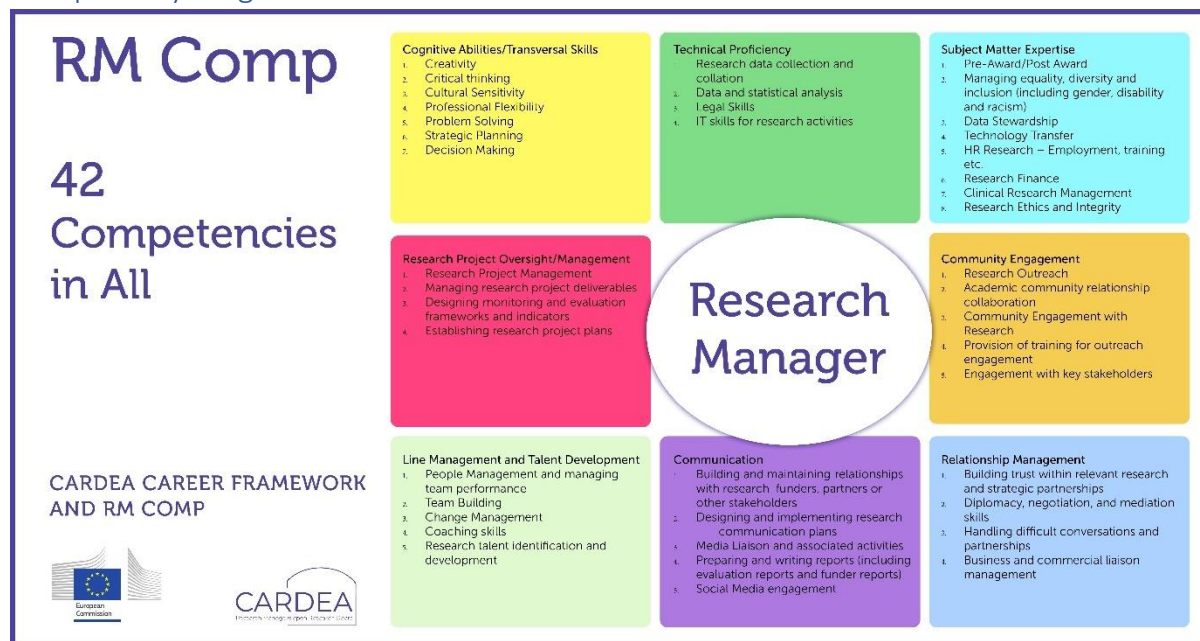 RM Comp
42
Competencies
in All
CARDEA CAREER FRAMEWORK
AND RM COMP
European
Commission
CARDEA
Cognitive Abilities/Transversal Skills
1. Creativity
2. Critical thinking
3. Cultural Sensitivity
4. Professional Flexibility
5. Problem Solving
6. Strategic Planning
7. Decision Making
Technical Proficiency
1. Research data collection and
collation
2. Data and statistical analysis
3. Legal Skills
4. IT skills for research activities
Subject Matter Expertise
1. Pre-Award/Post Award
2. Managing equality, diversity and
inclusion (including gender, disability
and racism)
3. Data Stewardship
4. Technology Transfer
5. HR Research – Employment, training
etc.
6. Research Finance
7. Clinical Research Management
8. Research Ethics and Integrity
Research Project Oversight/Management
1. Research Project Management
2. Managing research project deliverables
3. Designing monitoring and evaluation
frameworks and indicators
4. Establishing research project plans
Research
Manager
Community Engagement
1. Research Outreach
2. Academic community relationship
collaboration
3. Community Engagement with
Research
4. Provision of training for outreach
engagement
5. Engagement with key stakeholders
Line Management and Talent Development
1. People Management and managing
team performance
2. Team Building
3. Change Management
4. Coaching skills
5. Research talent identification and
development
Communication
1. Building and maintaining relationships
with research funders, partners or
other stakeholders
2. Designing and implementing research
communication plans
3. Media Liaison and associated activities
4. Preparing and writing reports (including
evaluation reports and funder reports)
5. Social Media engagement
Relationship Management
1. Building trust within relevant research
and strategic partnerships
2. Diplomacy, negotiation, and mediation
skills
3. Handling difficult conversations and
partnerships
4. Business and commercial liaison
management